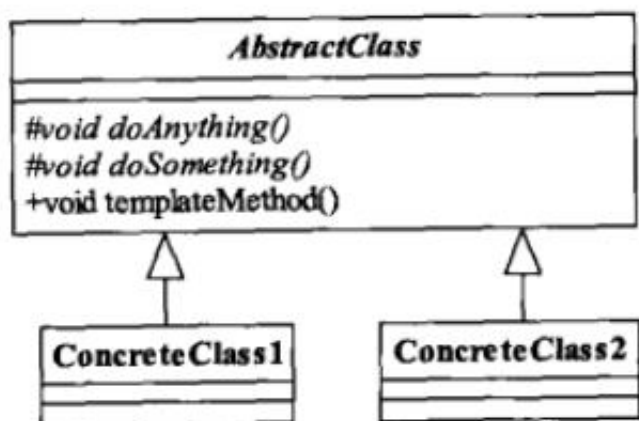 AbstractClass
#void doAnything()
#void doSomething()
+void templateMethod()
ConcreteClass1
ConcreteClass2